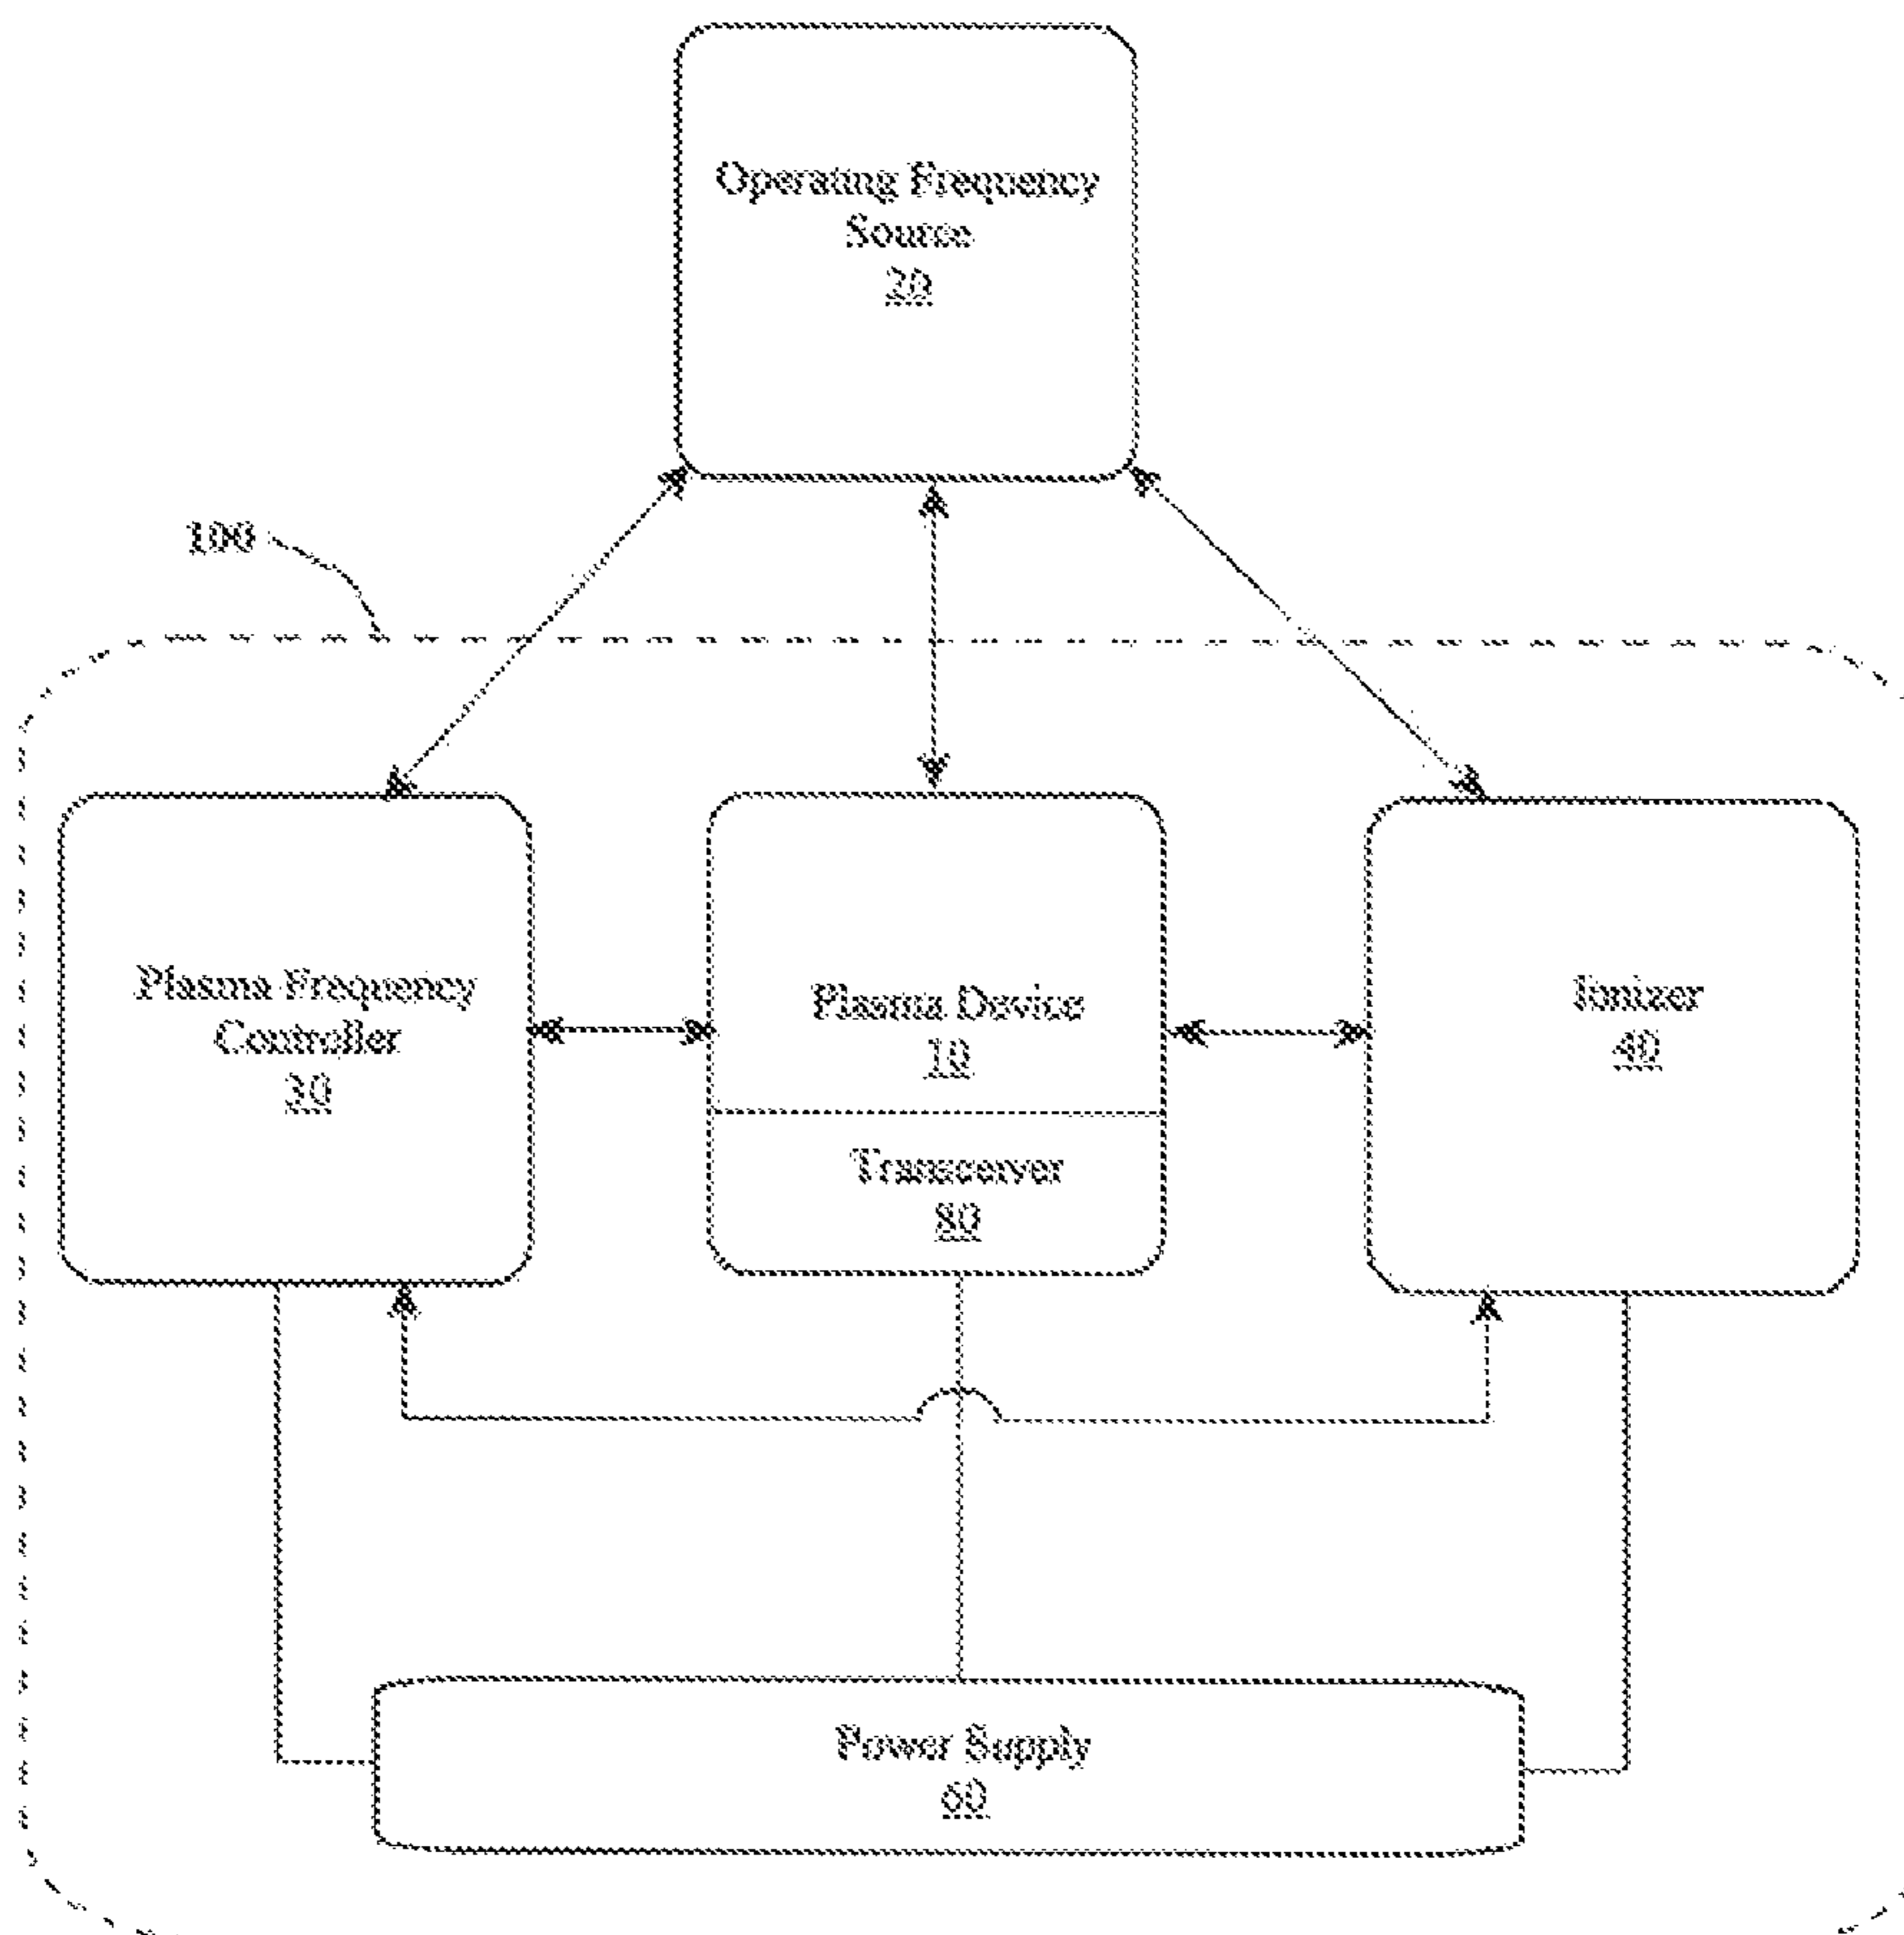 Operating Frequency
Source
20
100
Plasma Frequency
Controller
30
Plasma Device
10
Transceiver
80
Ionizer
40
Power Supply
60